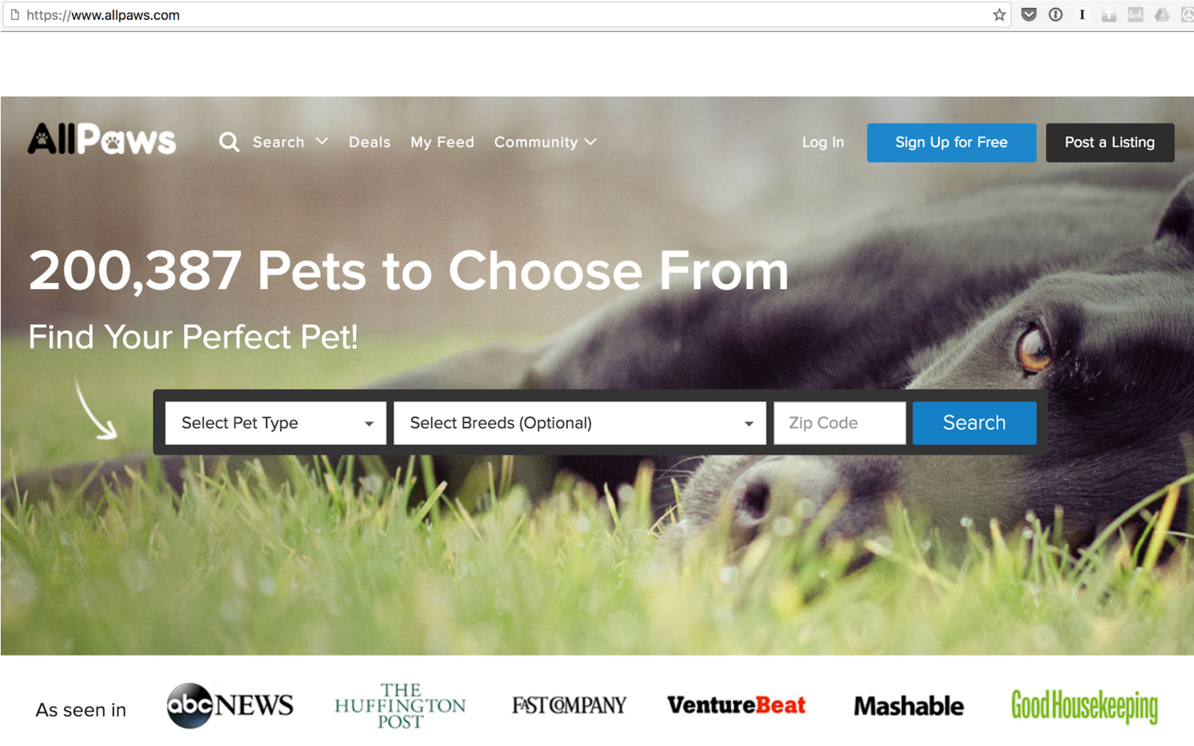 https://www.allpaws.com
AllPaws Search Deals My Feed Community Log In Sign Up for Free Post a Listing
200,387 Pets to Choose From
Find Your Perfect Pet!
Select Pet Type Select Breeds (Optional) Zip Code Search
As seen in abc NEWS THE HUFFINGTON POST FAST COMPANY VentureBeat Mashable Good Housekeeping